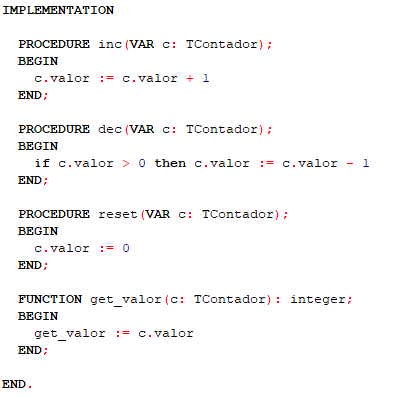 IMPLEMENTATION
PROCEDURE inc(VAR c: TContador);
BEGIN
c.valor := c.valor + 1
END;
PROCEDURE dec(VAR c: TContador);
BEGIN
if c.valor > 0 then c.valor := c.valor - 1
END;
PROCEDURE reset(VAR c: TContador);
BEGIN
c.valor := 0
END;
FUNCTION get_valor(c: TContador): integer;
BEGIN
get_valor := c.valor
END;
END.